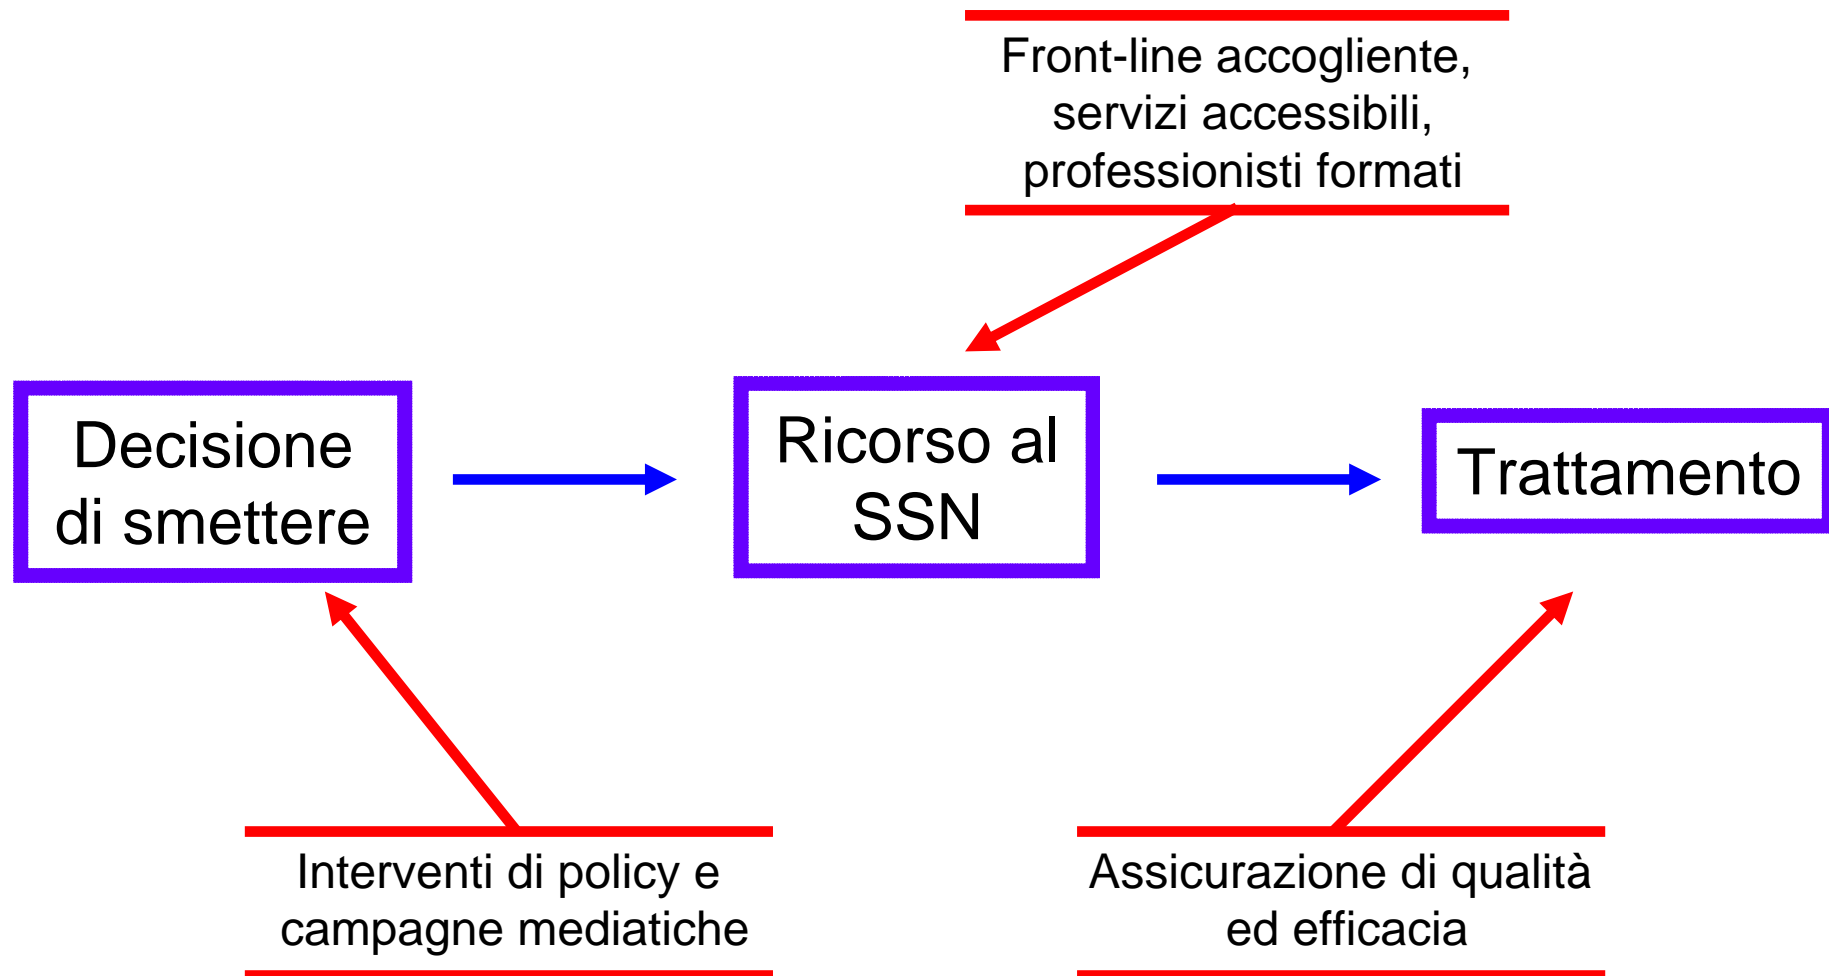 Front-line accogliente,
servizi accessibili,
professionisti formati
Decisione
di smettere
Ricorso al
SSN
Trattamento
Interventi di policy e
campagne mediatiche
Assicurazione di qualità
ed efficacia